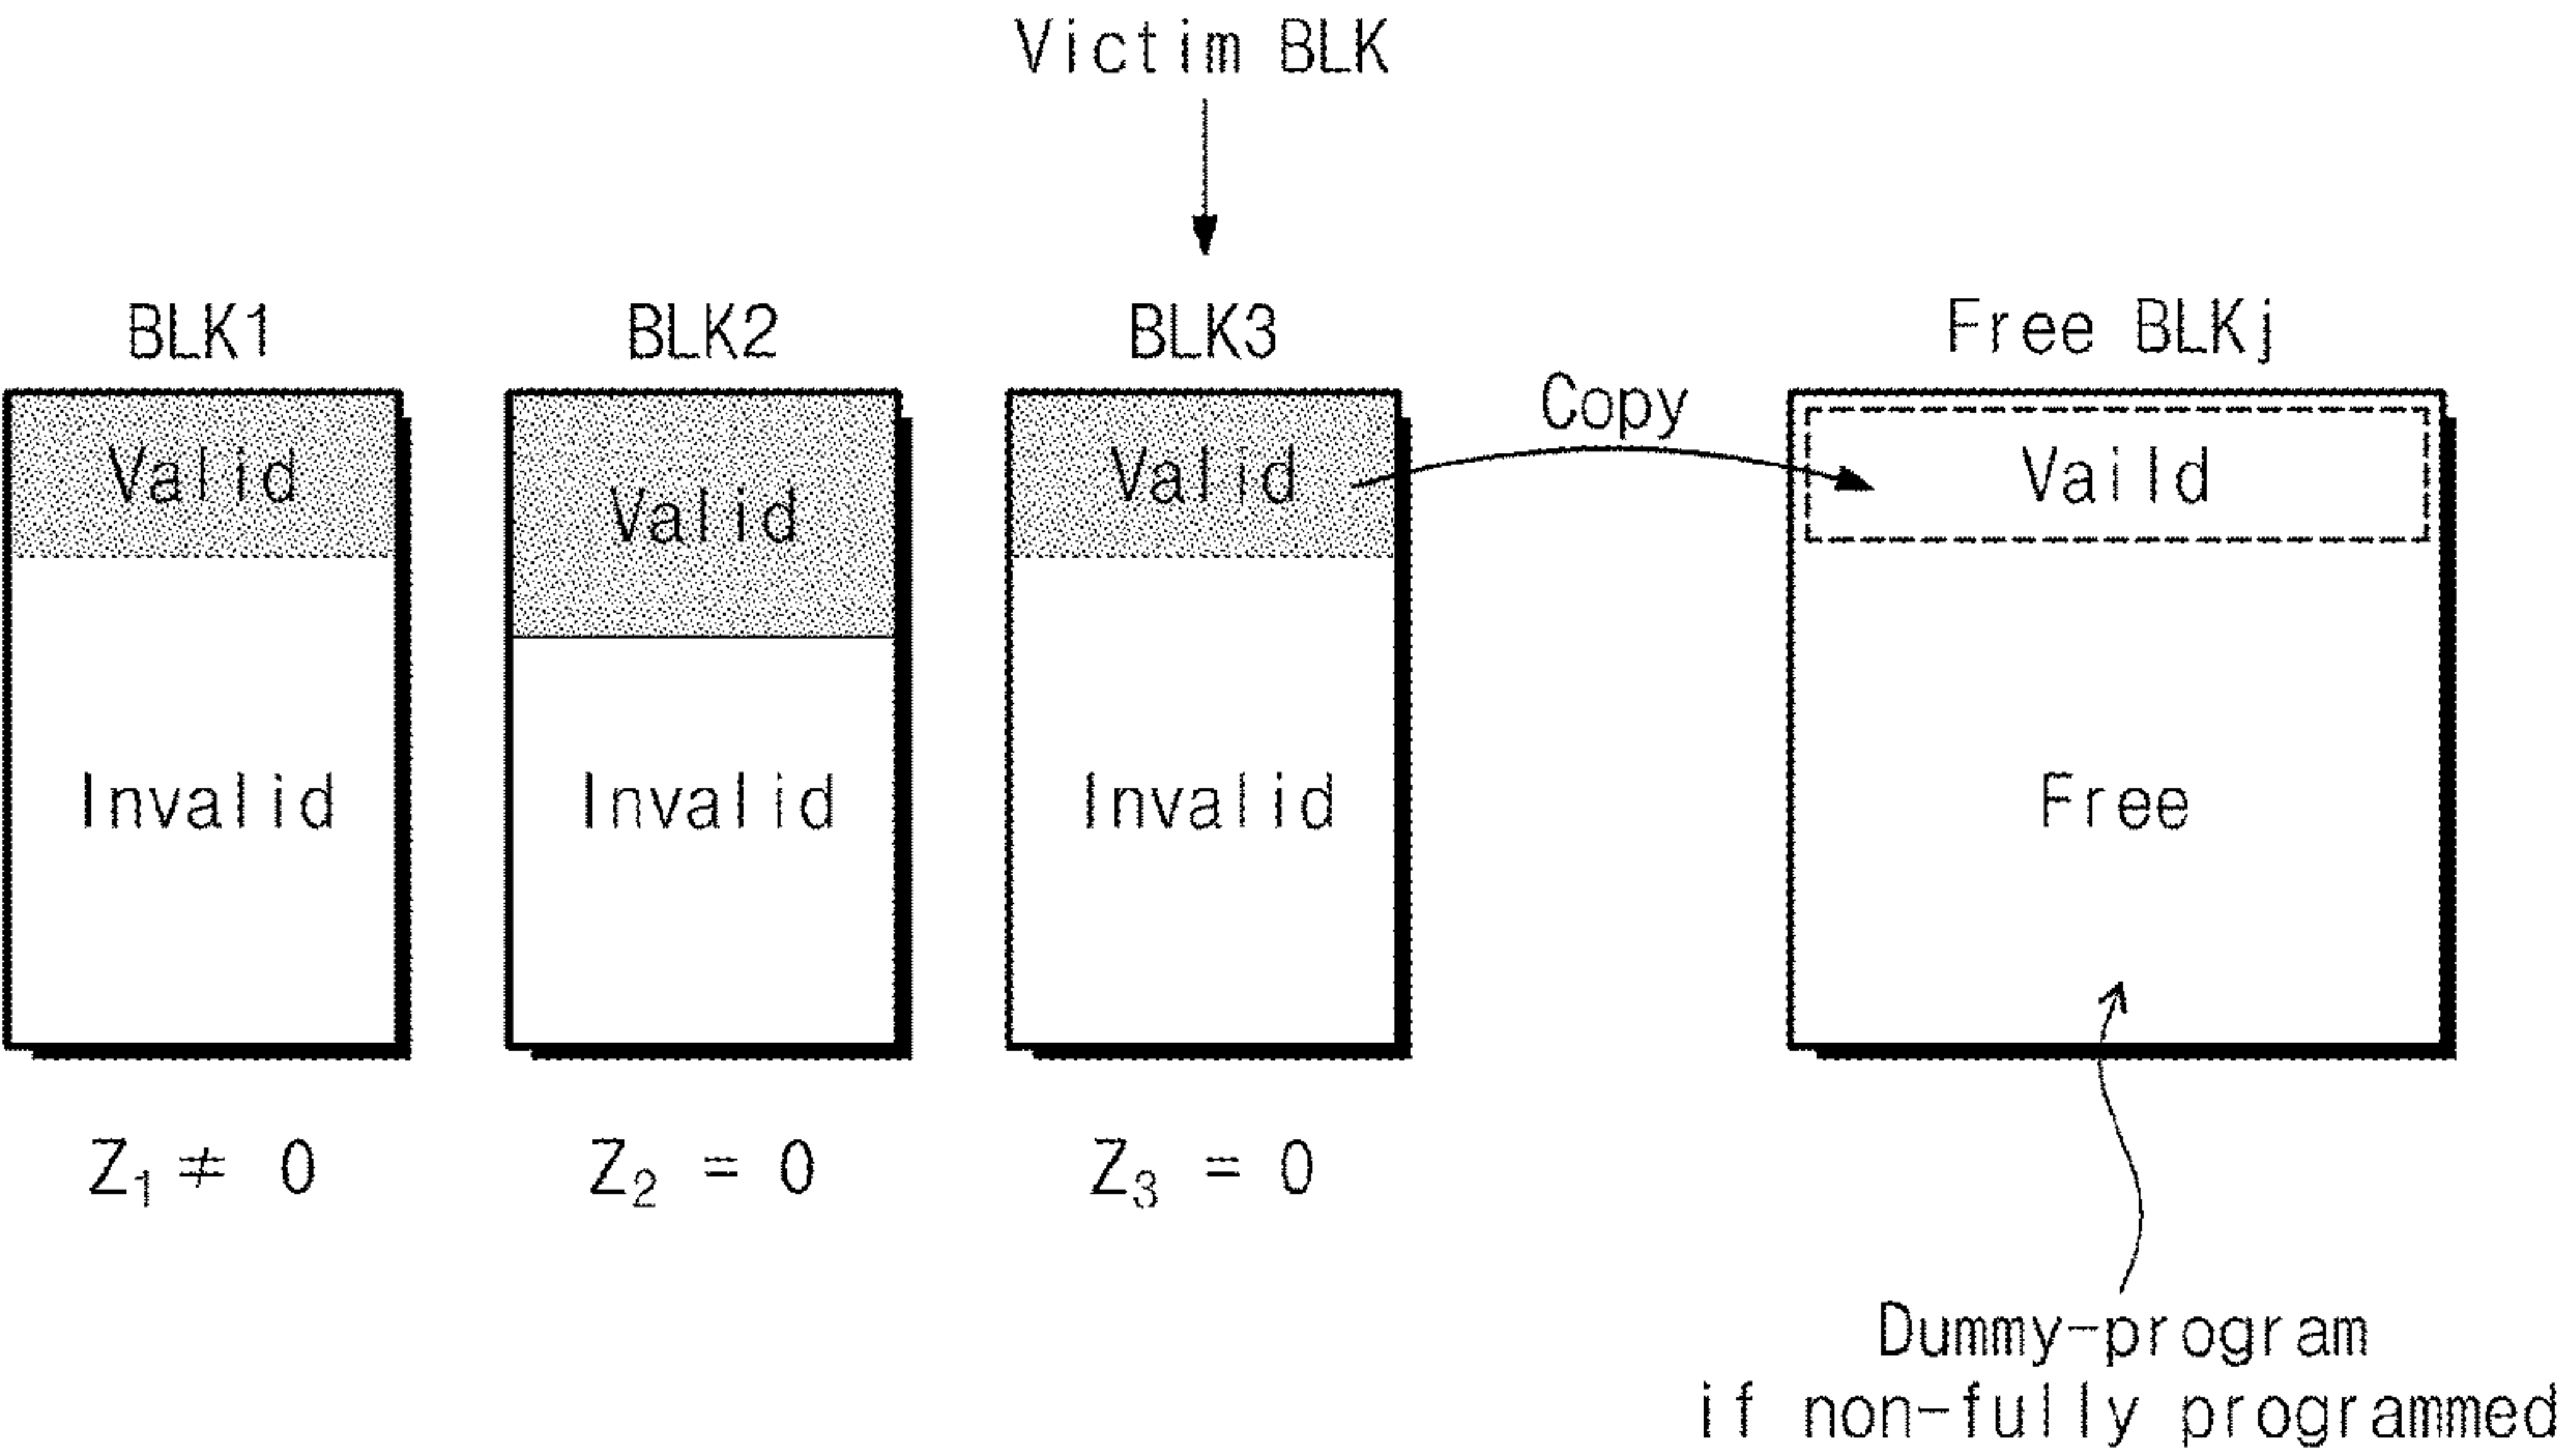 Victim BLK
BLK1
BLK2
BLK3
Free BLKj
Copy
Valid
Valid
Valid
Vaild
Invalid
Invalid
Invalid
Free
Z₁ ≠ 0
Z₂ = 0
Z₃ = 0
Dummy-program
if non-fully programmed